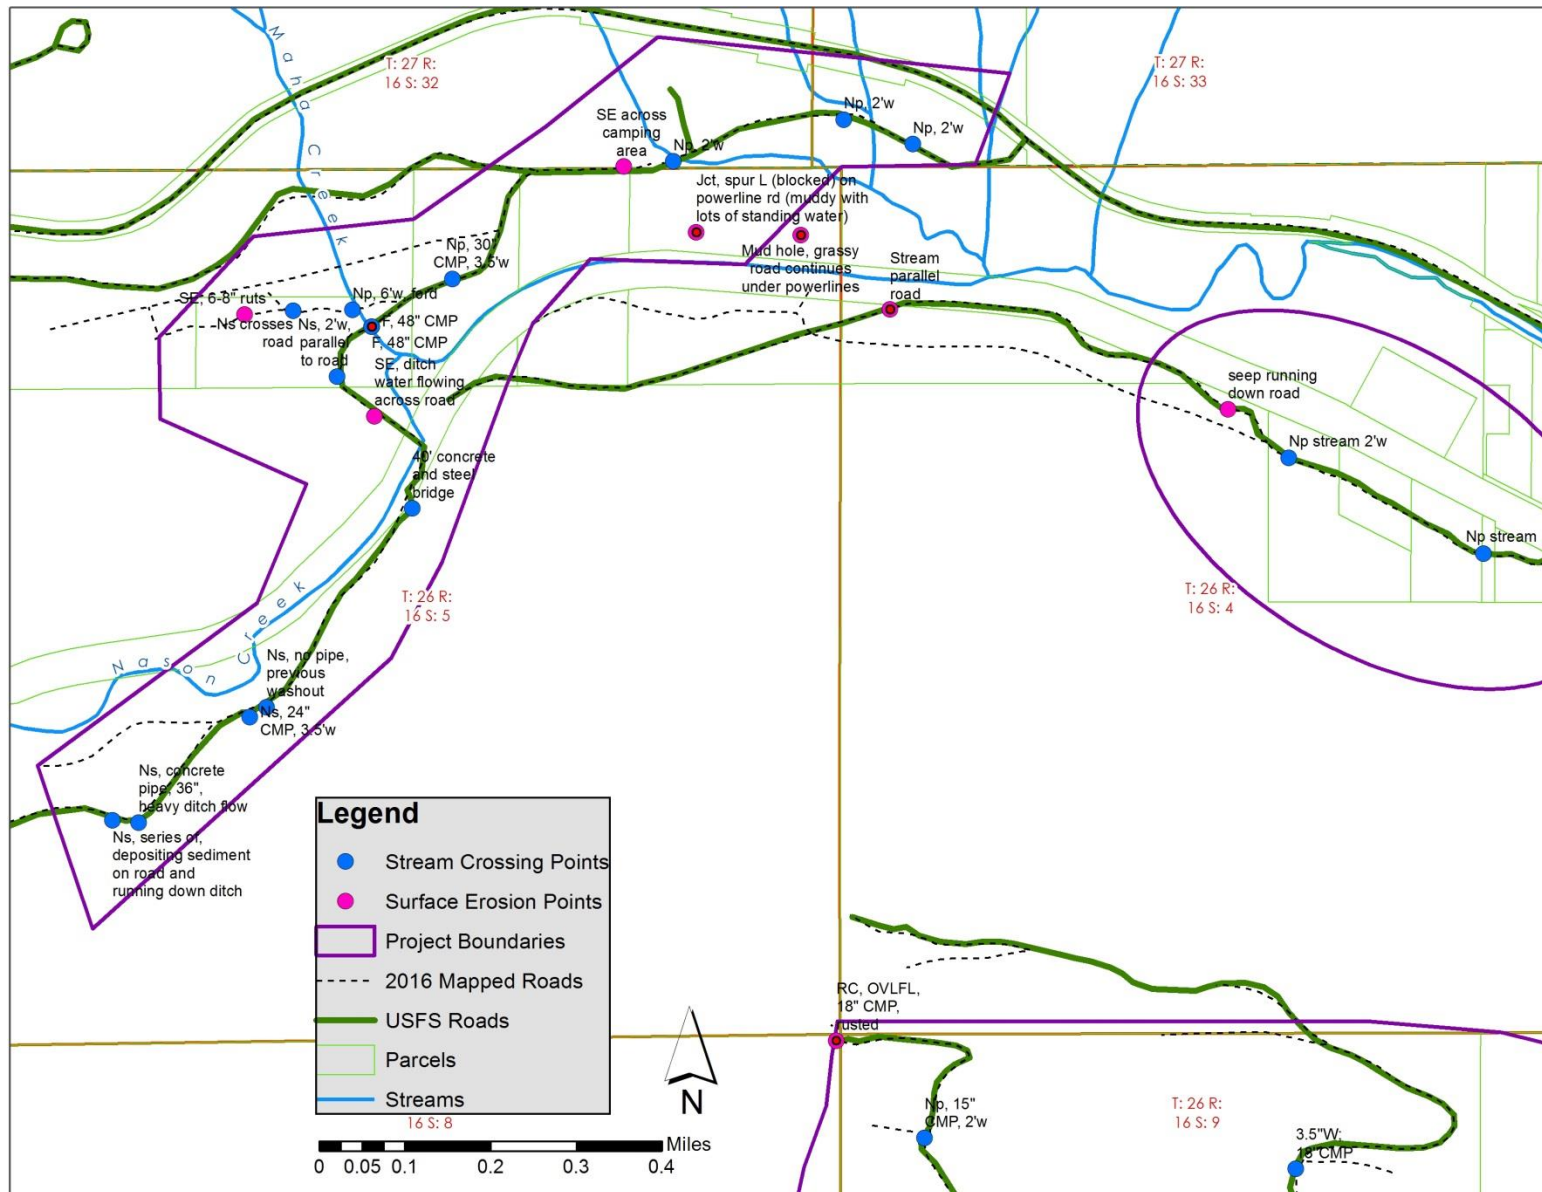 Mahar Creek
T: 27 R:
16 S: 32
T: 27 R:
16 S: 33
SE across
camping
area
Np, 2'w
Np, 2'w
Np, 2'w
Jct, spur L (blocked) on
powerline rd (muddy with
lots of standing water)
Mud hole, grassy
road continues
under powerlines
Stream
parallel
road
Np, 30"
CMP, 3.5'w
SE, 6-8" ruts
Np, 6'w, ford
Ns crosses
road
Ns, 2'w,
parallel
to road
F, 48" CMP
F, 48" CMP
SE, ditch
water flowing
across road
seep running
down road
Np stream 2'w
40' concrete
and steel
bridge
Np stream
T: 26 R:
16 S: 5
T: 26 R:
16 S: 4
Nason Creek
Ns, no pipe,
previous
washout
Ns, 24"
CMP, 3.5'w
Ns, concrete
pipe, 36",
heavy ditch flow
Ns, series of,
depositing sediment
on road and
running down ditch
Legend
Stream Crossing Points
Surface Erosion Points
Project Boundaries
2016 Mapped Roads
USFS Roads
Parcels
Streams
16 S: 8
RC, OVLFL,
18" CMP,
rusted
Np, 15"
CMP, 2'w
T: 26 R:
16 S: 9
3.5"W;
18"CMP
N
Miles
0 0.05 0.1 0.2 0.3 0.4